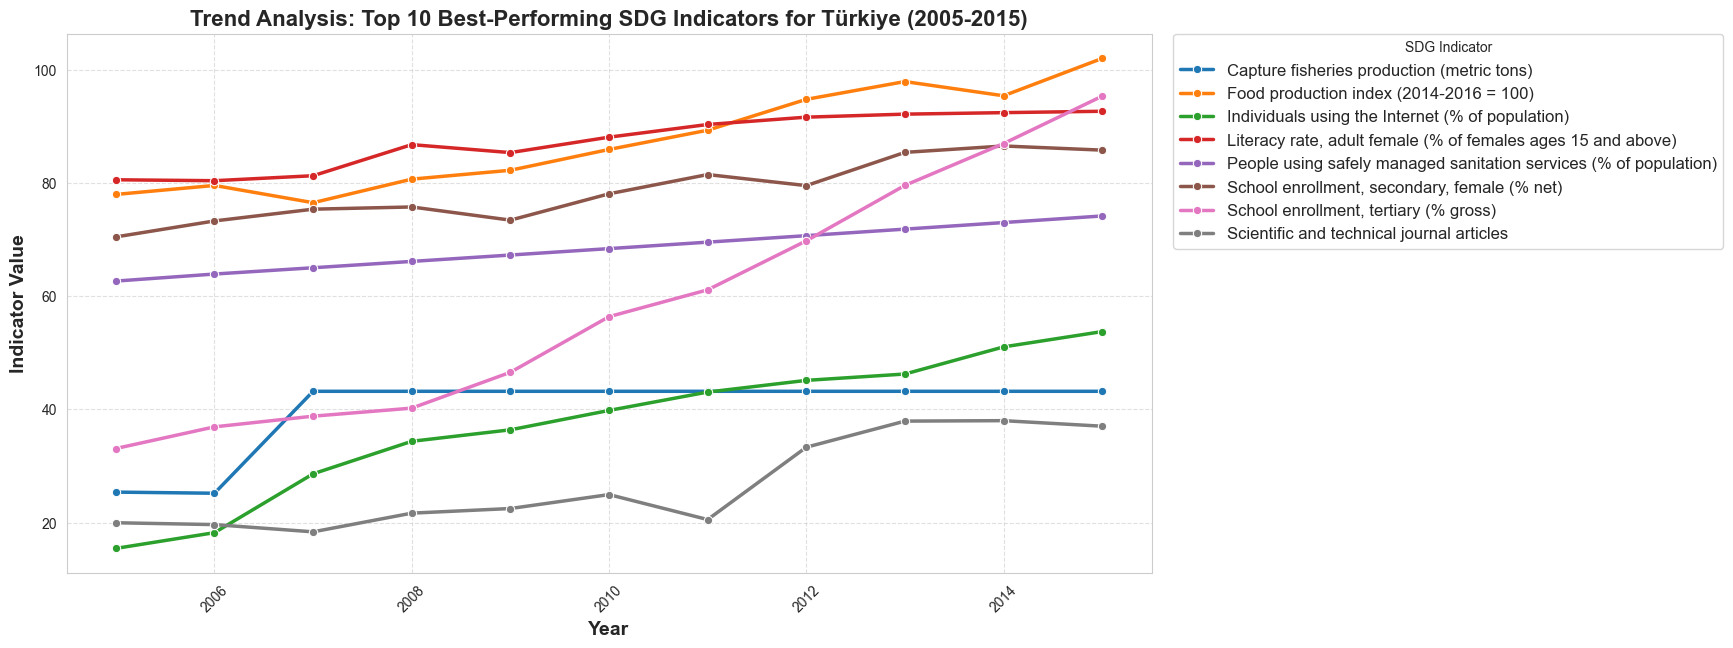 Trend Analysis: Top 10 Best-Performing SDG Indicators for Türkiye (2005-2015)
Indicator Value
100
80
60
40
20
2006
2008
2010
2012
2014
Year
SDG Indicator
Capture fisheries production (metric tons)
Food production index (2014-2016 = 100)
Individuals using the Internet (% of population)
Literacy rate, adult female (% of females ages 15 and above)
People using safely managed sanitation services (% of population)
School enrollment, secondary, female (% net)
School enrollment, tertiary (% gross)
Scientific and technical journal articles